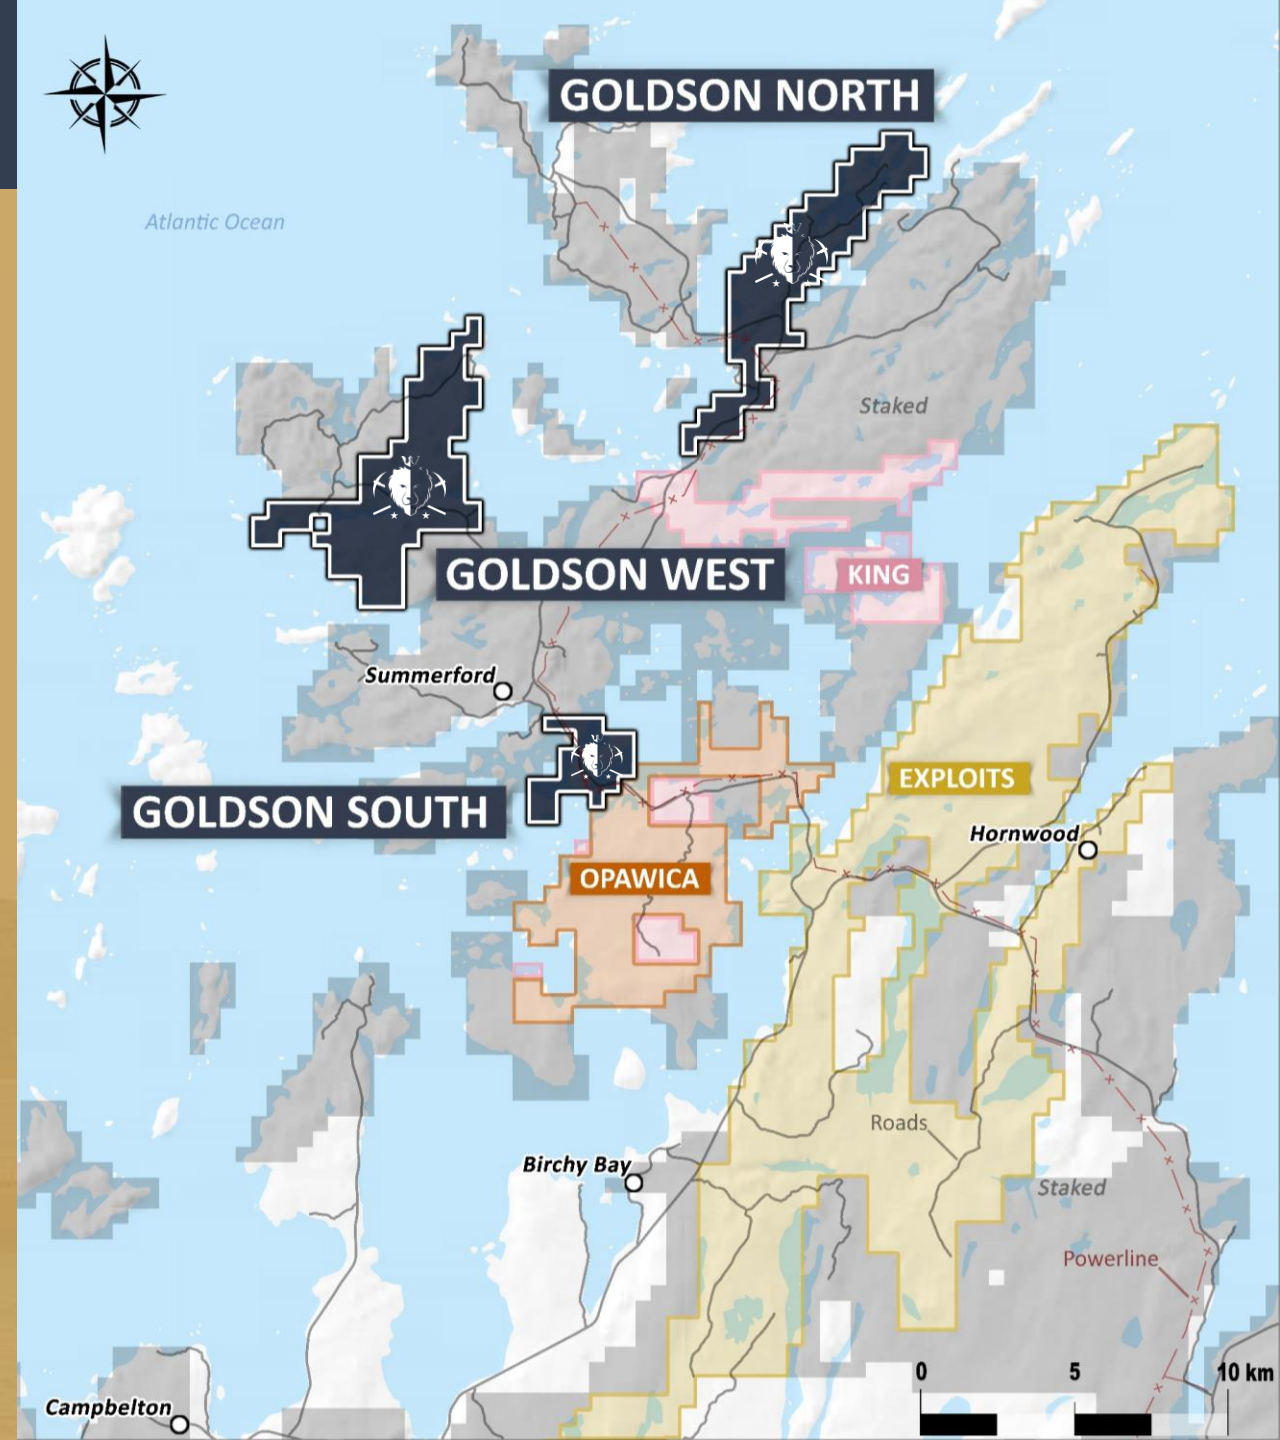 GOLDSON NORTH
Atlantic Ocean
Staked
GOLDSON WEST
KING
Summerford
EXPLOITS
GOLDSON SOUTH
Hornwood
OPAWICA
Roads
Birchy Bay
Staked
Powerline
0 5 10 km
Campbelton